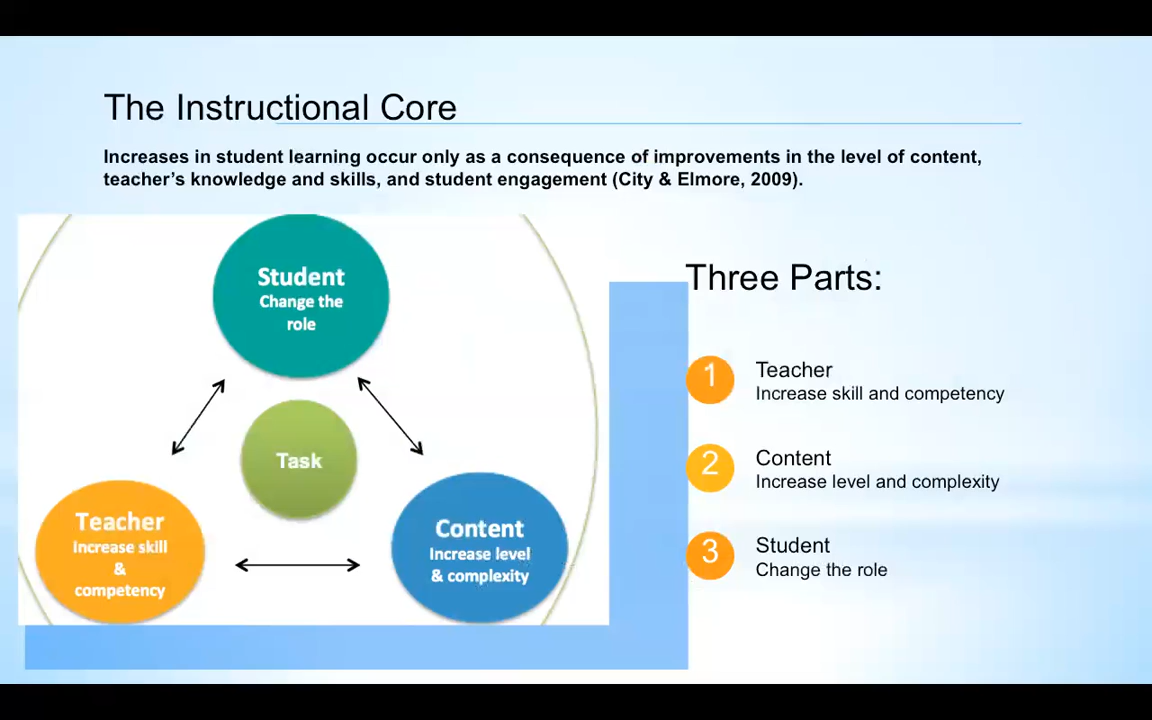 The Instructional Core
Increases in student learning occur only as a consequence of improvements in the level of content,
teacher's knowledge and skills, and student engagement (City & Elmore, 2009).
Student
Change the
role
Task
Teacher
Increase skill
&
competency
Content
Increase level
& complexity
Three Parts:
1
Teacher
Increase skill and competency
2
Content
Increase level and complexity
3
Student
Change the role